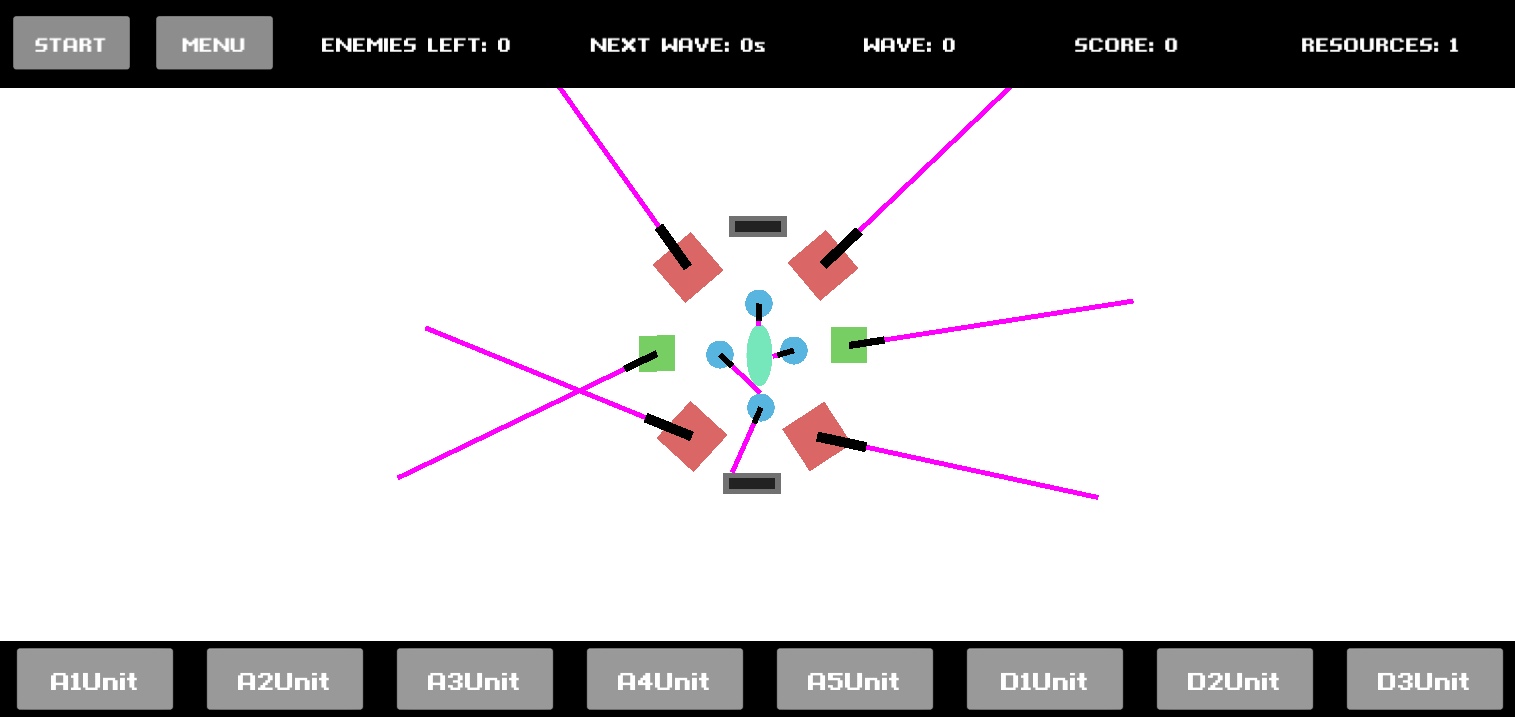 START
MENU
ENEMIES LEFT: 0
NEXT WAVE: 0s
WAVE: 0
SCORE: 0
RESOURCES: 1
A1Unit
A2Unit
A3Unit
A4Unit
A5Unit
D1Unit
D2Unit
D3Unit